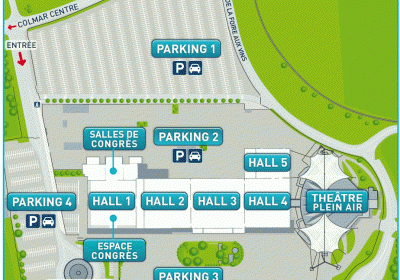 COLMAR CENTRE
ENTRÉE
DE LA FOIRE AUX VINS
PARKING 1
P
SALLES DE
CONGRÈS
PARKING 2
P
HALL 5
PARKING 4
P
HALL 1
HALL 2
HALL 3
HALL 4
THÉÂTRE
PLEIN AIR
ESPACE
CONGRÈS
PARKING 3